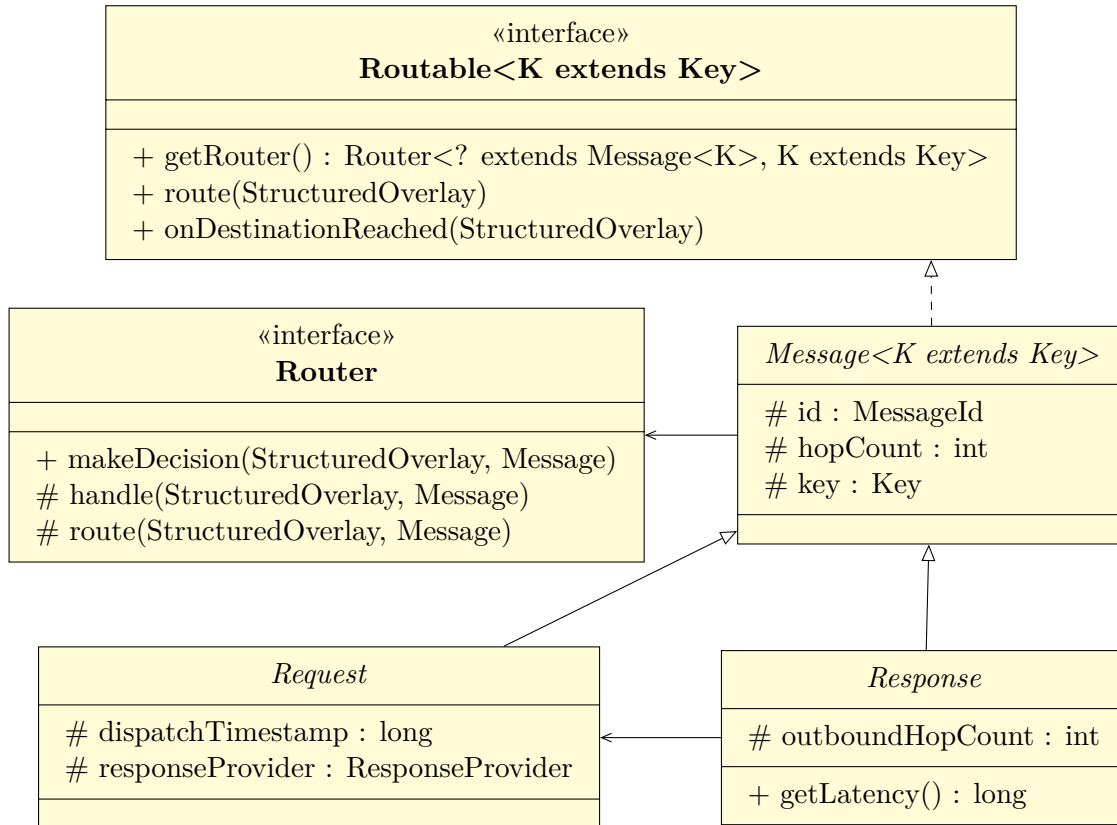 «interface»
Routable<K extends Key>
+ getRouter() : Router<? extends Message<K>, K extends Key>
+ route(StructuredOverlay)
+ onDestinationReached(StructuredOverlay)
«interface»
Router
+ makeDecision(StructuredOverlay, Message)
# handle(StructuredOverlay, Message)
# route(StructuredOverlay, Message)
Message<K extends Key>
# id : MessageId
# hopCount : int
# key : Key
Request
# dispatchTimestamp : long
# responseProvider : ResponseProvider
Response
# outboundHopCount : int
+ getLatency() : long